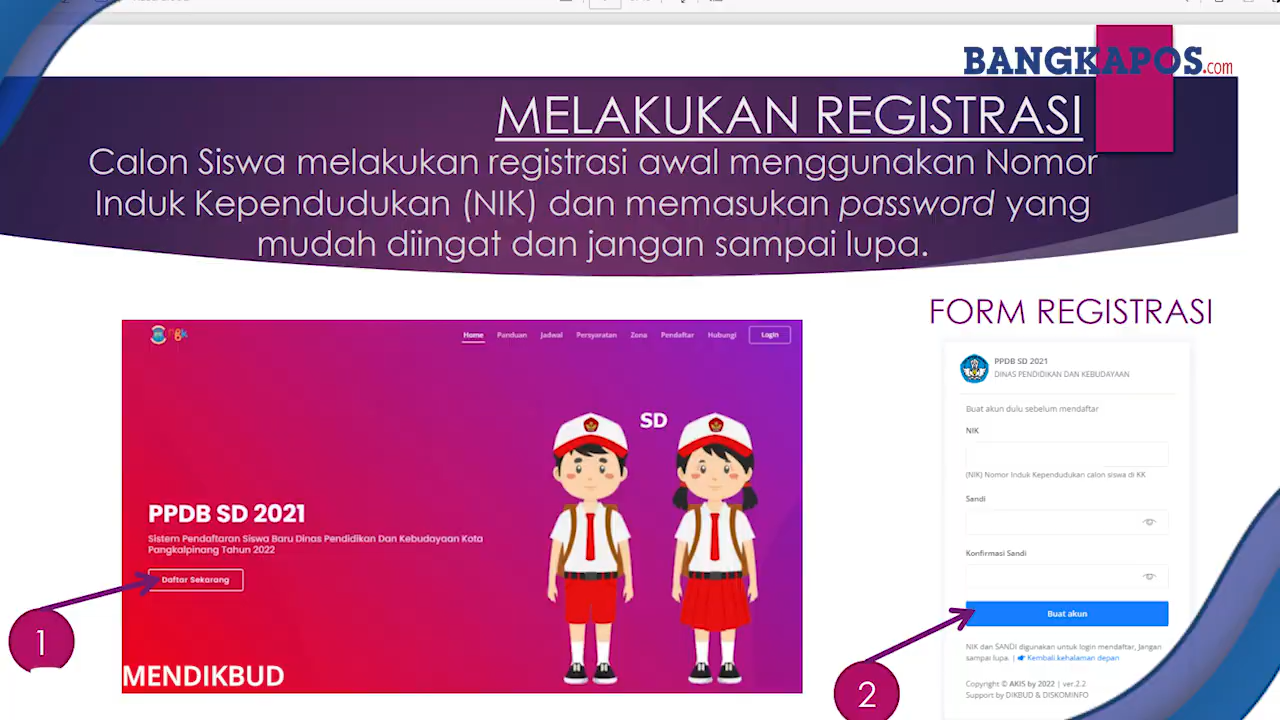 BANGKAPOS.com
MELAKUKAN REGISTRASI
Calon Siswa melakukan registrasi awal menggunakan Nomor
Induk Kependudukan (NIK) dan memasukan password yang
mudah diingat dan jangan sampai lupa.
Home Panduan Jadwal Persyaratan Zona Pendaftar Hubungi Login
SD
PPDB SD 2021
Sistem Pendaftaran Siswa Baru Dinas Pendidikan Dan Kebudayaan Kota
Pangkalpinang Tahun 2022
Daftar Sekarang
1
MENDIKBUD
FORM REGISTRASI
PPDB SD 2021
DINAS PENDIDIKAN DAN KEBUDAYAAN
Buat akun dulu sebelum mendaftar
NIK
(NIK) Nomor Induk Kependudukan calon siswa di KK
Sandi
Konfirmasi Sandi
Buat akun
NIK dan SANDI digunakan untuk login mendaftar, Jangan
sampai lupa. | Kembali kehalaman depan
Copyright © AKIS by 2022 | ver.2.2
Support by DIKBUD & DISKOMINFO
2